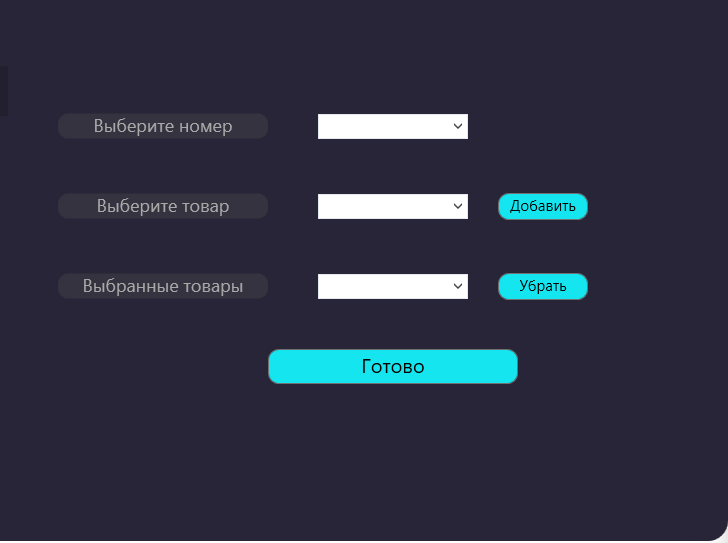 Выберите номер
Выберите товар
Добавить
Выбранные товары
Убрать
Готово